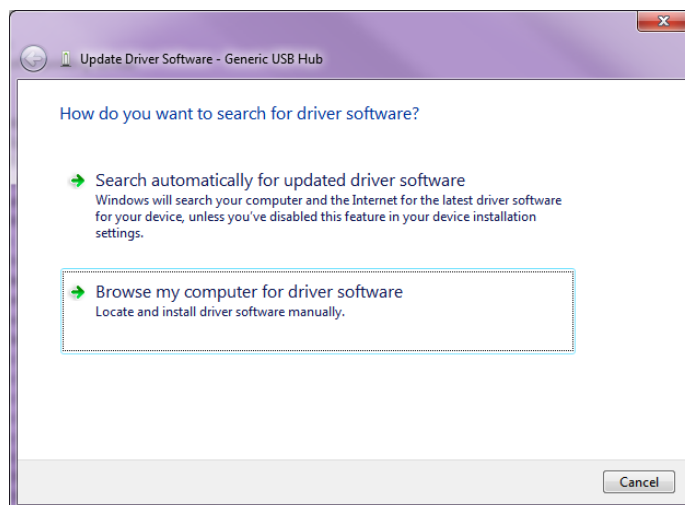 Update Driver Software - Generic USB Hub
How do you want to search for driver software?
Search automatically for updated driver software
Windows will search your computer and the Internet for the latest driver software
for your device, unless you've disabled this feature in your device installation
settings.
Browse my computer for driver software
Locate and install driver software manually.
Cancel